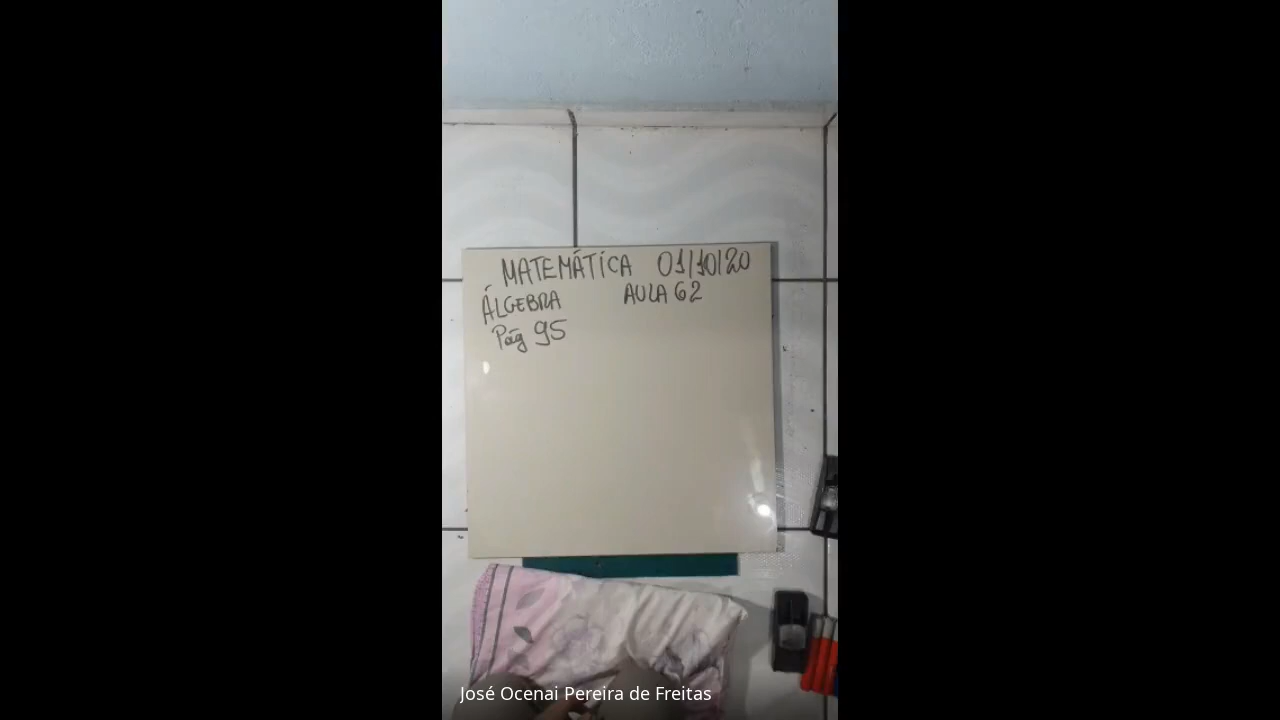 MATEMÁTICA 01/10/20
ÁLGEBRA AULA 62
Pág 95
José Ocenai Pereira de Freitas